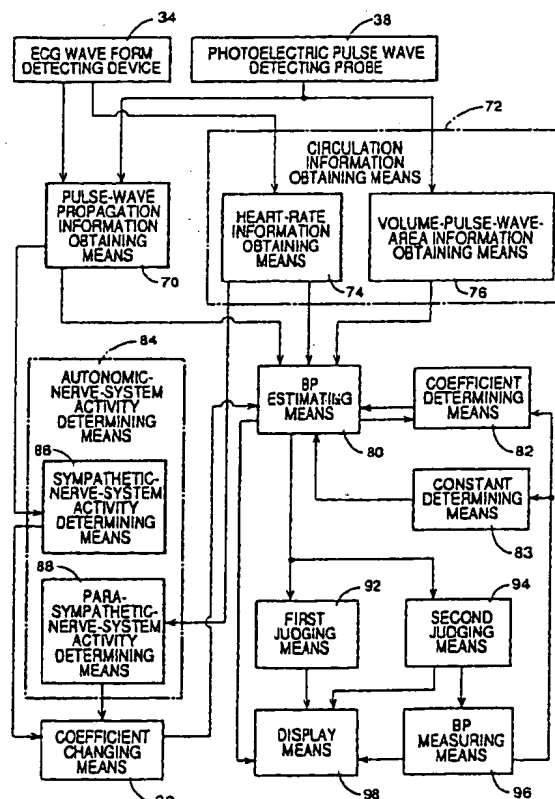 34
38
ECG WAVE FORM
DETECTING DEVICE
PHOTOELECTRIC PULSE WAVE
DETECTING PROBE
72
CIRCULATION
INFORMATION
OBTAINING MEANS
PULSE-WAVE
PROPAGATION
INFORMATION
OBTAINING
MEANS
70
HEART-RATE
INFORMATION
OBTAINING
MEANS
74
VOLUME-PULSE-WAVE-
AREA INFORMATION
OBTAINING MEANS
76
84
AUTONOMIC-
NERVE-SYSTEM
ACTIVITY
DETERMINING
MEANS
86
SYMPATHETIC-
NERVE-SYSTEM
ACTIVITY
DETERMINING
MEANS
88
PARA-
SYMPATHETIC-
NERVE-SYSTEM
ACTIVITY
DETERMINING
MEANS
COEFFICIENT
CHANGING
MEANS
BP
ESTIMATING
MEANS
80
COEFFICIENT
DETERMINING
MEANS
82
CONSTANT
DETERMINING
MEANS
83
92
FIRST
JUDGING
MEANS
94
SECOND
JUDGING
MEANS
DISPLAY
MEANS
98
BP
MEASURING
MEANS
96